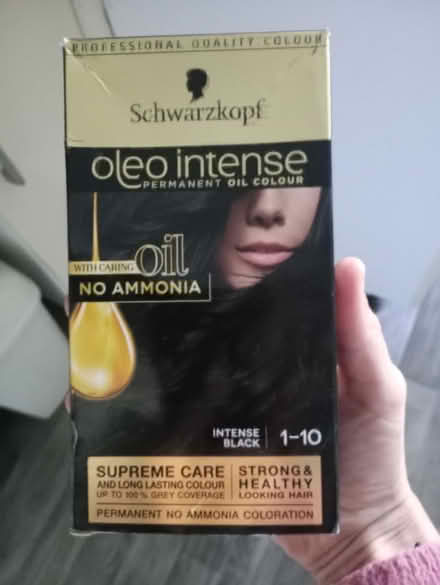 PROFESSIONAL QUALITY COLOUR
Schwarzkopf
oleo intense
PERMANENT OIL COLOUR
WITH CARING oil
NO AMMONIA
INTENSE BLACK 1-10
SUPREME CARE
AND LONG LASTING COLOUR
UP TO 100% GREY COVERAGE
STRONG &
HEALTHY
LOOKING HAIR
PERMANENT NO AMMONIA COLORATION